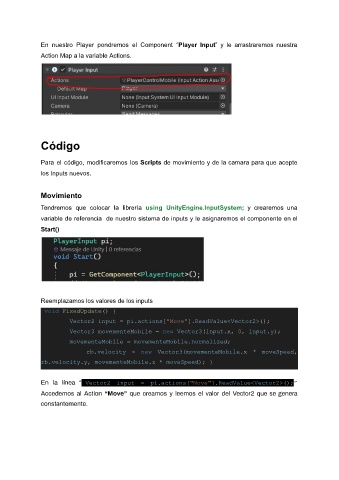 En nuestro Player pondremos el Component "Player Input" y le arrastraremos nuestra
Action Map a la variable Actions.
Player Input
Actions PlayerControlMobile (Input Action Asse
Default Map Player
UI Input Module None (Input System UI Input Module)
Camera None (Camera)
Behavior Send Messages
Código
Para el código, modificaremos los Scripts de movimiento y de la camara para que acepte
los Inputs nuevos.
Movimiento
Tendremos que colocar la librería using UnityEngine.InputSystem; y crearemos una
variable de referencia de nuestro sistema de inputs y le asignaremos el componente en el
Start()
PlayerInput pi;
Mensaje de Unity | 0 referencias
void Start()
{
pi = GetComponent<PlayerInput>();
Reemplazamos los valores de los inputs
void FixedUpdate() {
Vector2 input = pi.actions["Move"].ReadValue<Vector2>();
Vector3 movementeMobile = new Vector3(input.x, 0, input.y);
movementeMobile = movementeMobile.normalized;
rb.velocity = new Vector3(movementeMobile.x * moveSpeed,
rb.velocity.y, movementeMobile.z * moveSpeed); }
En la línea " Vector2 input = pi.actions["Move"].ReadValue<Vector2>();"
Accedemos al Action "Move" que creamos y leemos el valor del Vector2 que se genera
constantemente.